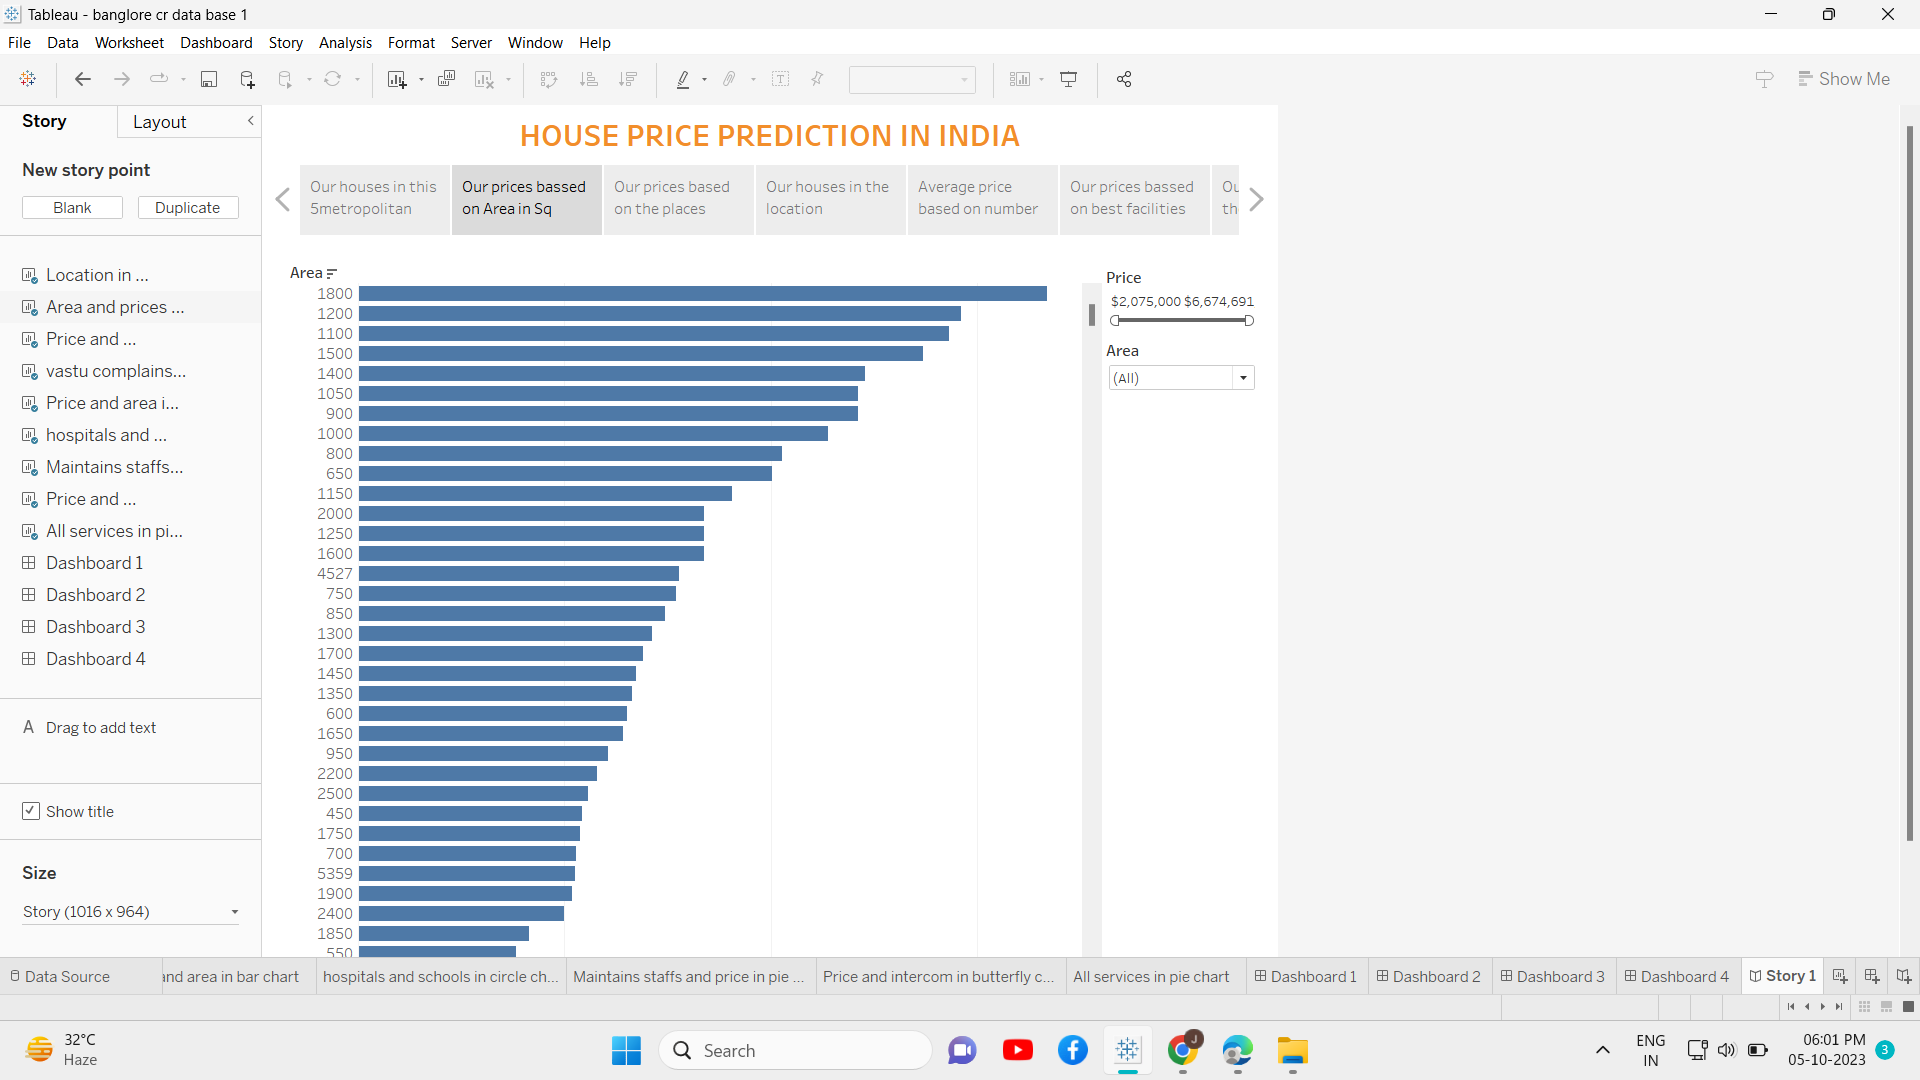 Tableau - banglore cr data base 1
File Data Worksheet Dashboard Story Analysis Format Server Window Help
Show Me
Story Layout
New story point
Blank Duplicate
Location in ...
Area and prices ...
Price and ...
vastu complains...
Price and area i...
hospitals and ...
Maintains staffs...
Price and ...
All services in pi...
Dashboard 1
Dashboard 2
Dashboard 3
Dashboard 4
A Drag to add text
Show title
Size
Story (1016 x 964)
HOUSE PRICE PREDICTION IN INDIA
Our houses in this
5metropolitan
Our prices bassed
on Area in Sq
Our prices based
on the places
Our houses in the
location
Average price
based on number
Our prices bassed
on best facilities
Ou
th
Area
1800
1200
1100
1500
1400
1050
900
1000
800
650
1150
2000
1250
1600
4527
750
850
1300
1700
1450
1350
600
1650
950
2200
2500
450
1750
700
5359
1900
2400
1850
550
Price
$2,075,000 $6,674,691
Area
(All)
Data Source
and area in bar chart
hospitals and schools in circle ch...
Maintains staffs and price in pie ...
Price and intercom in butterfly c...
All services in pie chart
Dashboard 1
Dashboard 2
Dashboard 3
Dashboard 4
Story 1
32°C
Haze
Search
J
ENG
IN
06:01 PM
05-10-2023
3